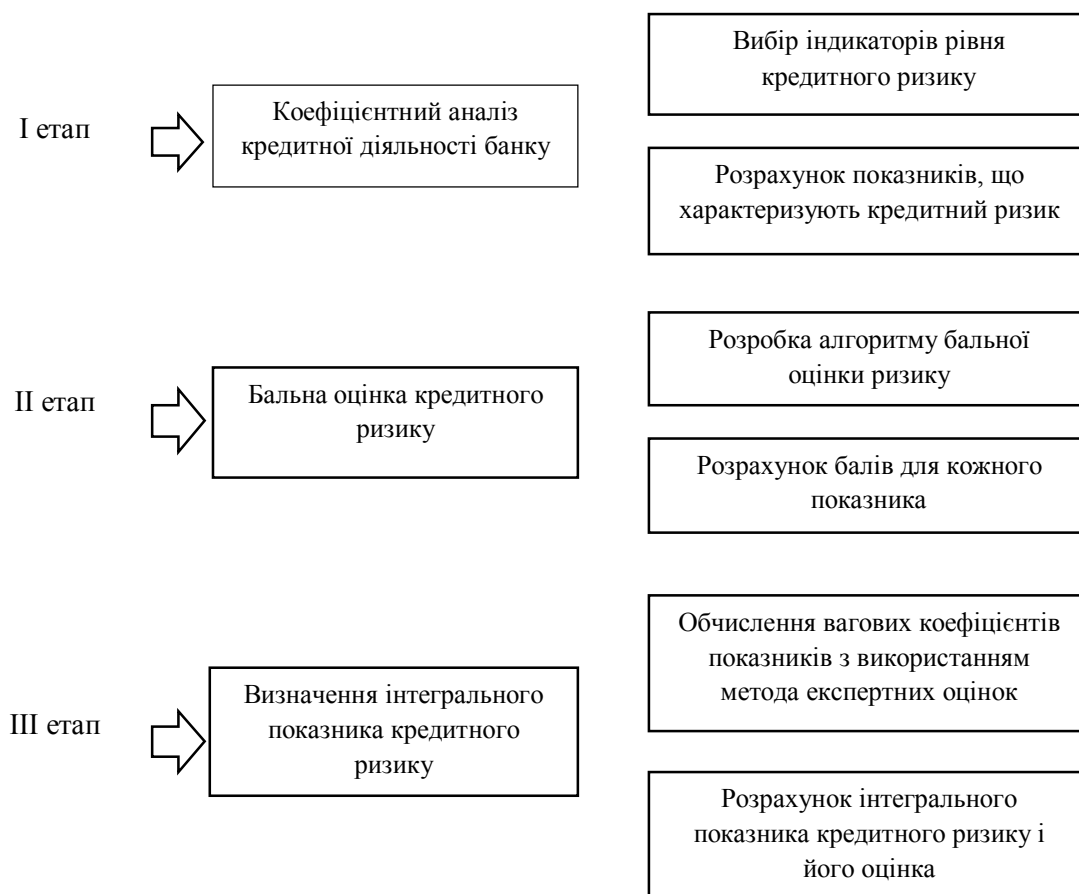 І етап
Коефіцієнтний аналіз
кредитної діяльності банку
Вибір індикаторів рівня
кредитного ризику
Розрахунок показників, що
характеризують кредитний ризик
ІІ етап
Бальна оцінка кредитного
ризику
Розробка алгоритму бальної
оцінки ризику
Розрахунок балів для кожного
показника
ІІІ етап
Визначення інтегрального
показника кредитного
ризику
Обчислення вагових коефіцієнтів
показників з використанням
метода експертних оцінок
Розрахунок інтегрального
показника кредитного ризику і
його оцінка